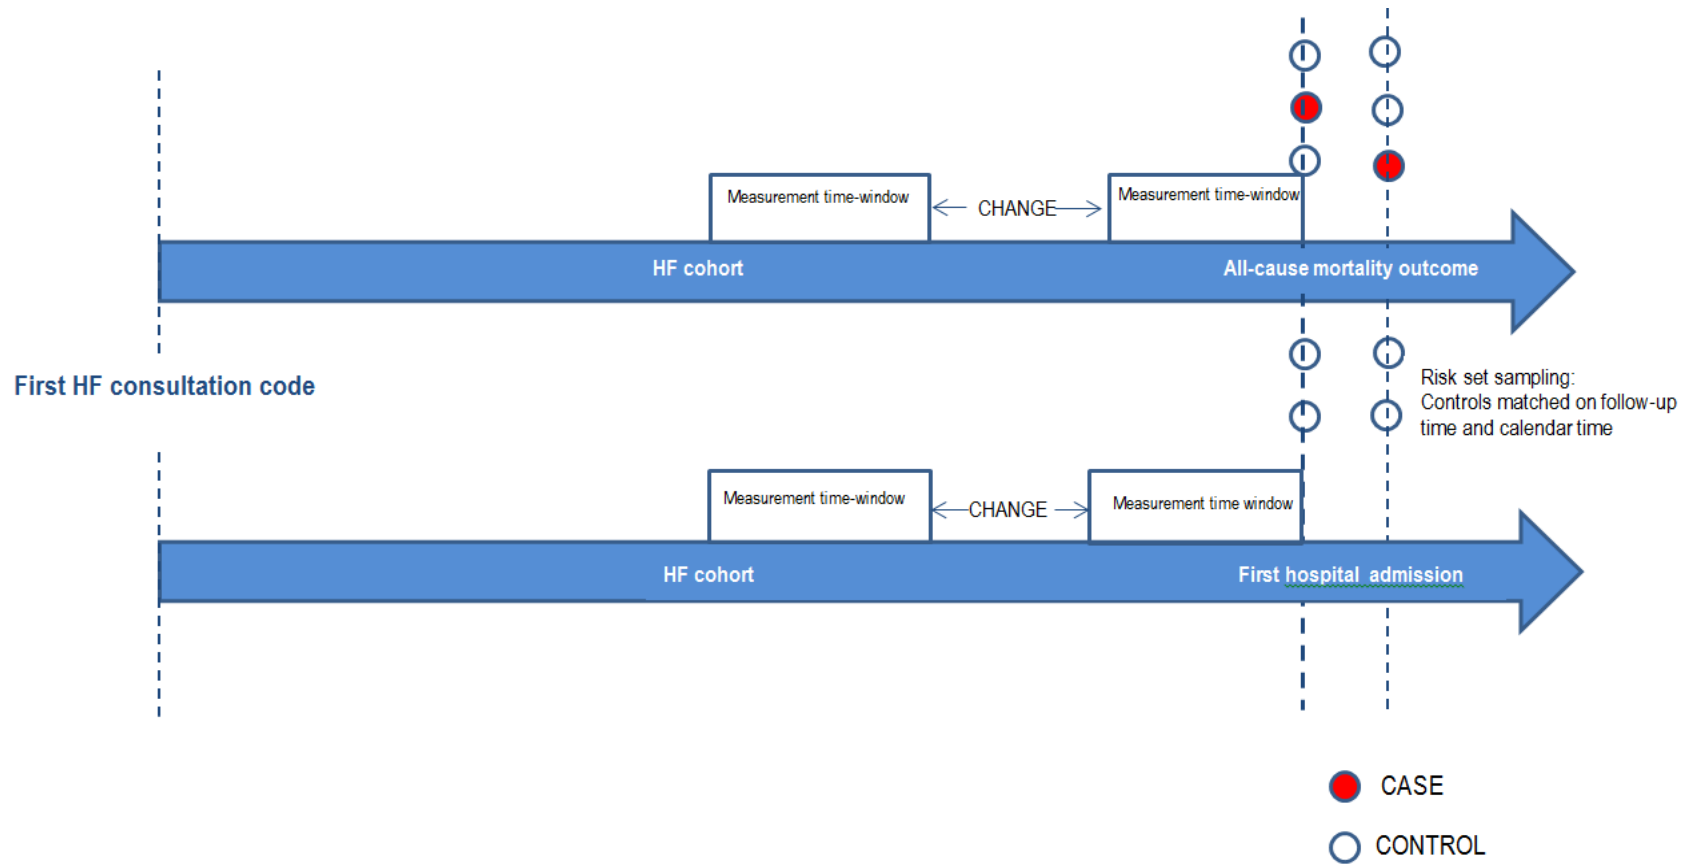 Measurement time-window
CHANGE
Measurement time-window
HF cohort
All-cause mortality outcome
First HF consultation code
Risk set sampling:
Controls matched on follow-up
time and calendar time
Measurement time-window
CHANGE
Measurement time window
HF cohort
First hospital admission
CASE
CONTROL